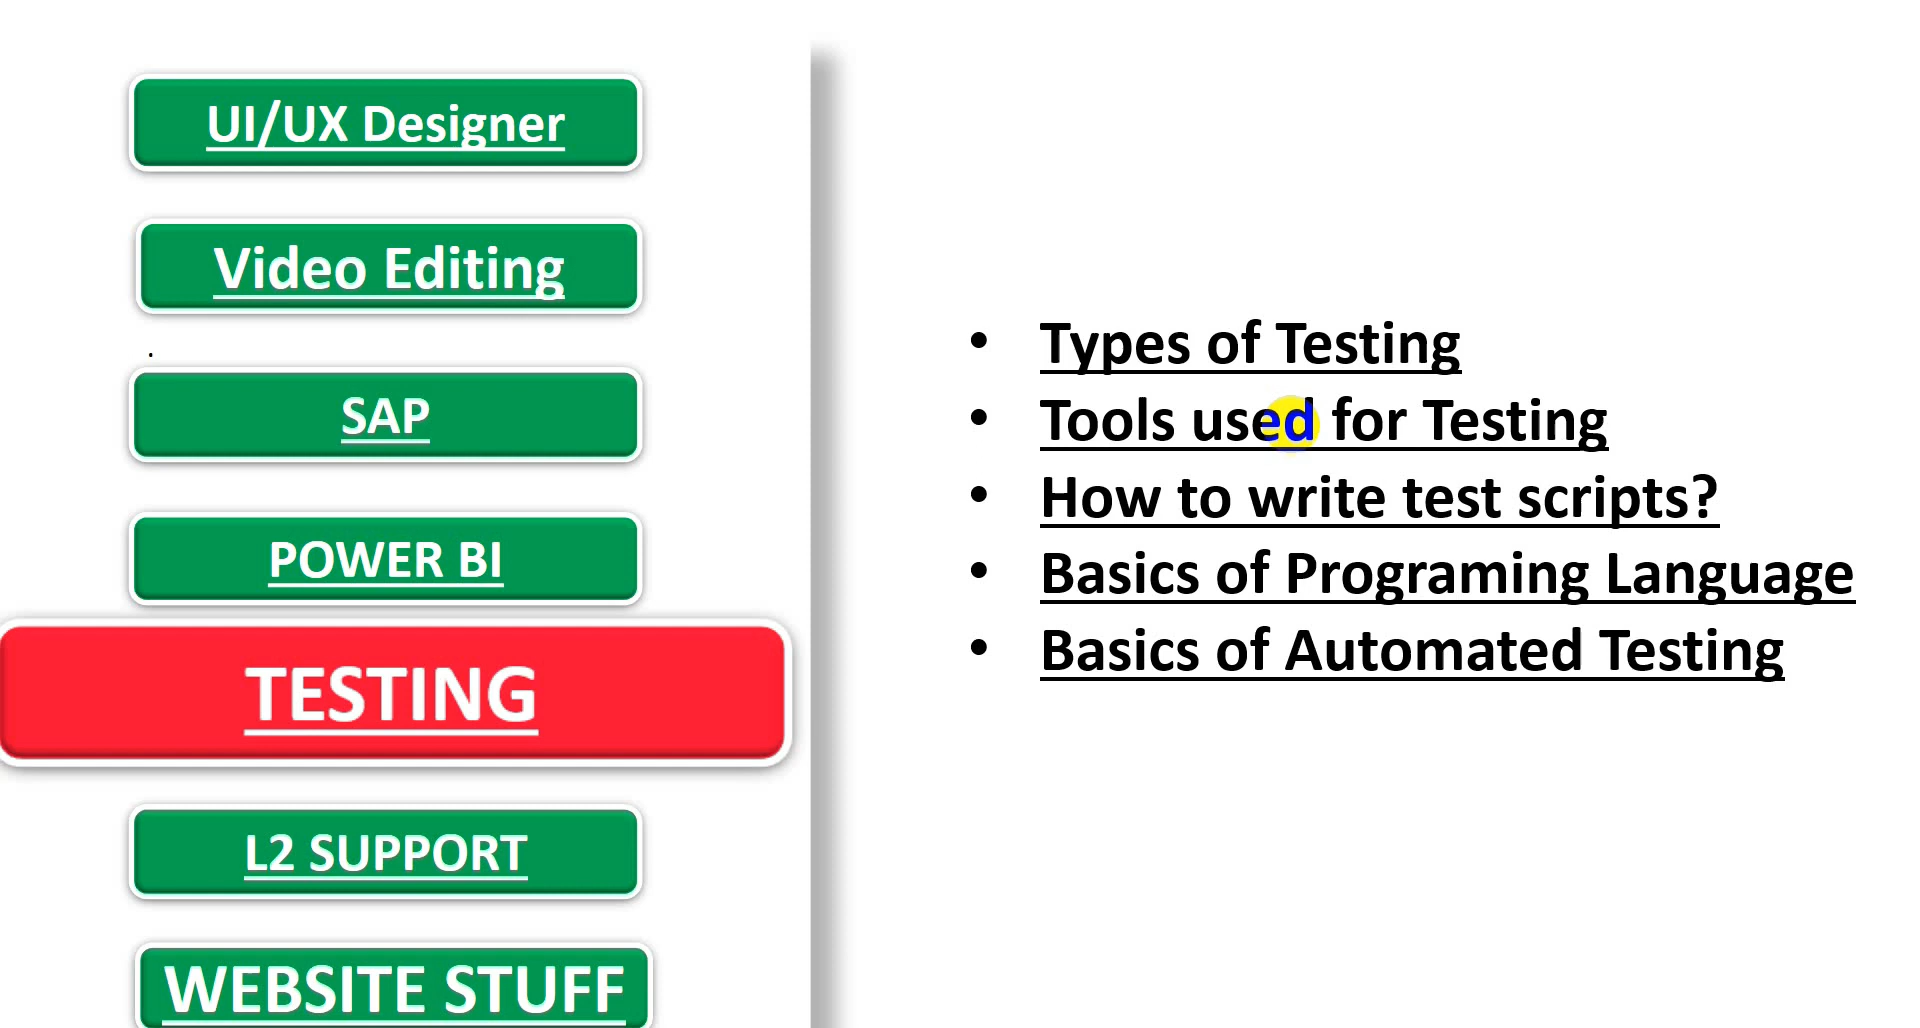 UI/UX Designer
Video Editing
.
SAP
POWER BI
TESTING
L2 SUPPORT
WEBSITE STUFF
• Types of Testing
• Tools used for Testing
• How to write test scripts?
• Basics of Programing Language
• Basics of Automated Testing